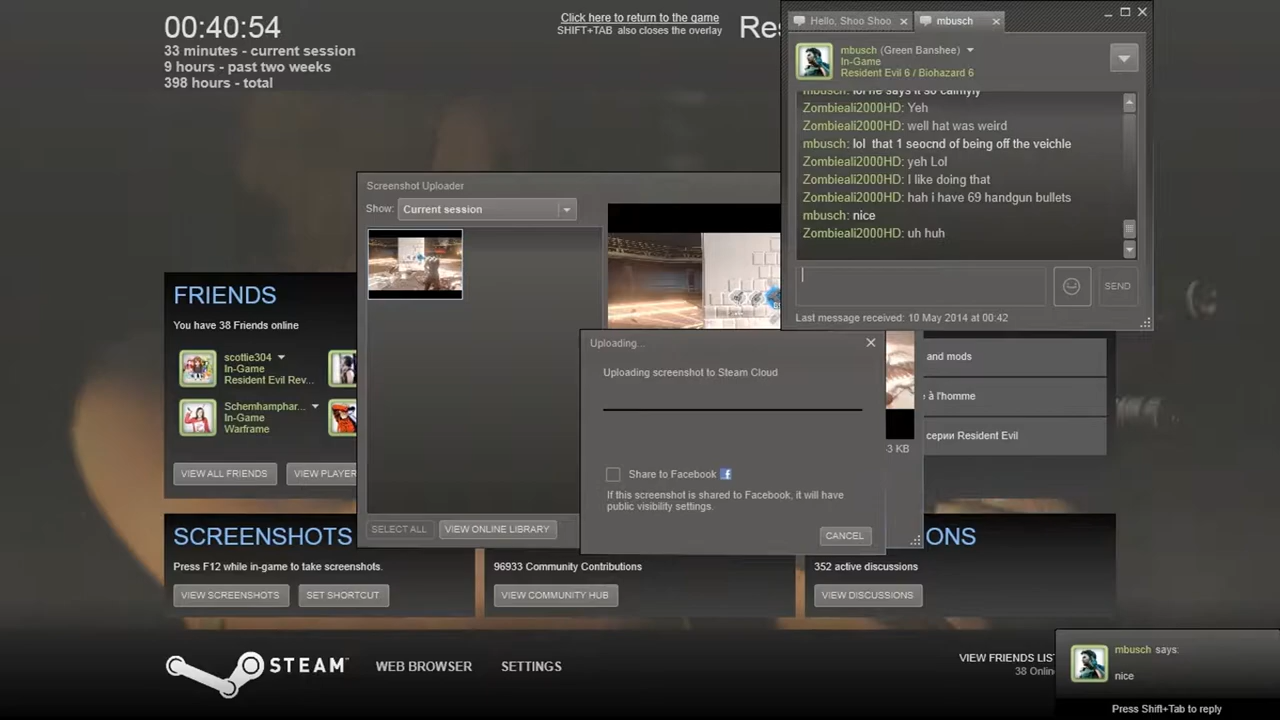 00:40:54
33 minutes - current session
9 hours - past two weeks
398 hours - total
Click here to return to the game
SHIFT+TAB also closes the overlay
Hello, Shoo Shoo
mbusch
mbusch (Green Banshee)
In-Game
Resident Evil 6 / Biohazard 6
Zombieali2000HD: Yeh
Zombieali2000HD: well hat was weird
mbusch: lol that 1 seocnd of being off the veichle
Zombieali2000HD: yeh Lol
Zombieali2000HD: I like doing that
Zombieali2000HD: hah i have 69 handgun bullets
mbusch: nice
Zombieali2000HD: uh huh
SEND
Last message received: 10 May 2014 at 00:42
Screenshot Uploader
Show: Current session
SELECT ALL
VIEW ONLINE LIBRARY
3 KB
Uploading...
Uploading screenshot to Steam Cloud
Share to Facebook
If this screenshot is shared to Facebook, it will have
public visibility settings.
CANCEL
FRIENDS
You have 38 Friends online
scottie304
In-Game
Resident Evil Rev...
Schemhamphar...
In-Game
Warframe
VIEW ALL FRIENDS
VIEW PLAYER
and mods
à l'homme
серии Resident Evil
SCREENSHOTS
Press F12 while in-game to take screenshots.
VIEW SCREENSHOTS
SET SHORTCUT
96933 Community Contributions
VIEW COMMUNITY HUB
ONS
352 active discussions
VIEW DISCUSSIONS
STEAM
WEB BROWSER
SETTINGS
VIEW FRIENDS LIST
38 Online
mbusch says:
nice
Press Shift+Tab to reply